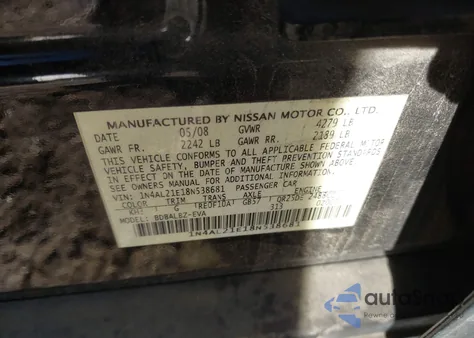 MANUFACTURED BY NISSAN MOTOR CO., LTD.
DATE 05/08 GVWR 4279 LB
GAWR FR. 2242 LB GAWR RR. 2189 LB
THIS VEHICLE CONFORMS TO ALL APPLICABLE FEDERAL MOTOR
VEHICLE SAFETY, BUMPER AND THEFT PREVENTION STANDARDS
IN EFFECT ON THE DATE OF MANUFACTURE SHOWN ABOVE.
SEE OWNERS MANUAL FOR ADDITIONAL INFORMATION
VIN: 1N4AL21E18N538681 PASSENGER CAR
COLOR TRIM TRANS AXLE ENGINE
KH3 G
313
MODEL:
1N4AL21E18N538681